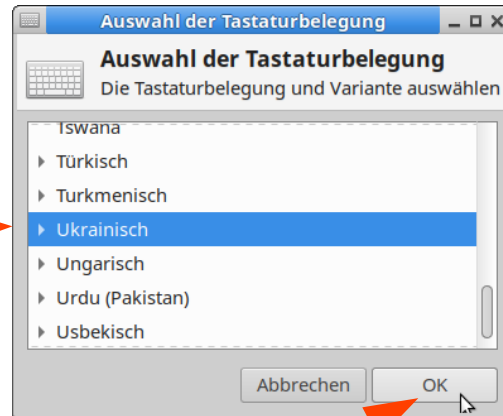 Auswahl der Tastaturbelegung
Auswahl der Tastaturbelegung
Die Tastaturbelegung und Variante auswählen
Tswana
Türkisch
Turkmenisch
Ukrainisch
Ungarisch
Urdu (Pakistan)
Usbekisch
Abbrechen
OK